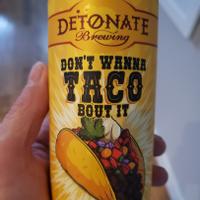 DETONATE
Brewing
DON'T WANNA
TACO
BOUT IT